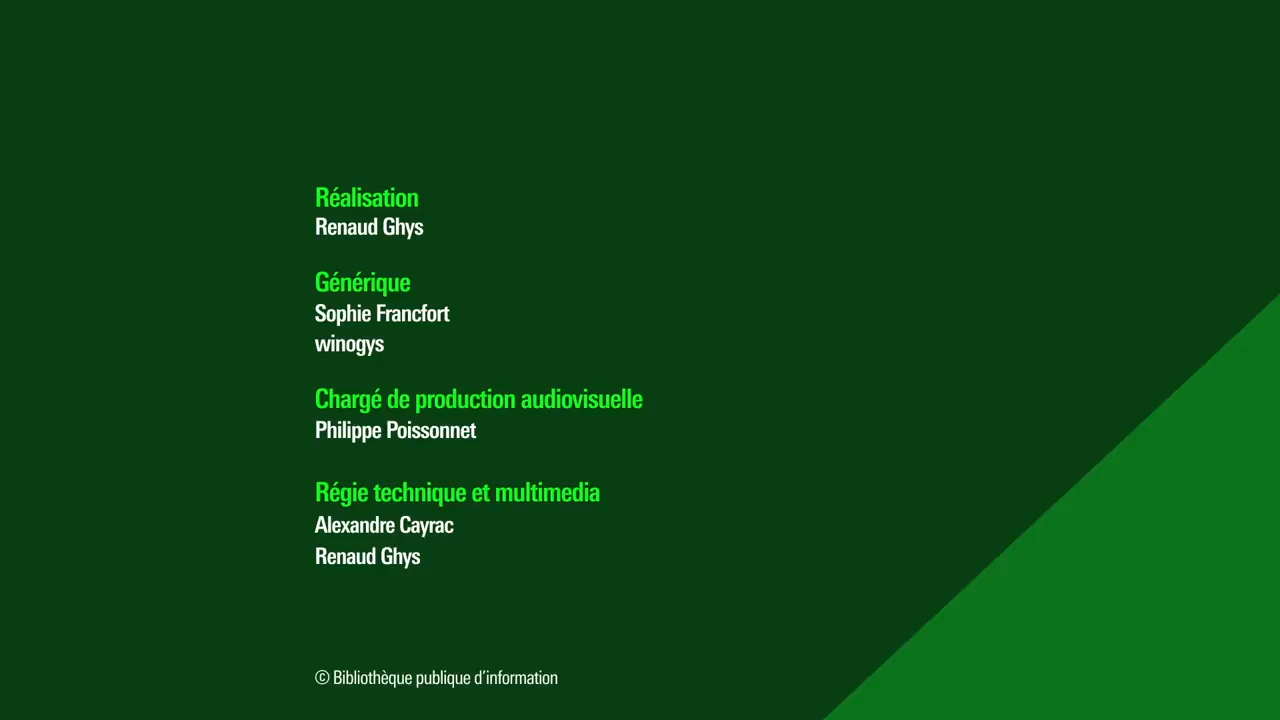 Réalisation
Renaud Ghys
Générique
Sophie Francfort
winogys
Chargé de production audiovisuelle
Philippe Poissonnet
Régie technique et multimedia
Alexandre Cayrac
Renaud Ghys
© Bibliothèque publique d’information